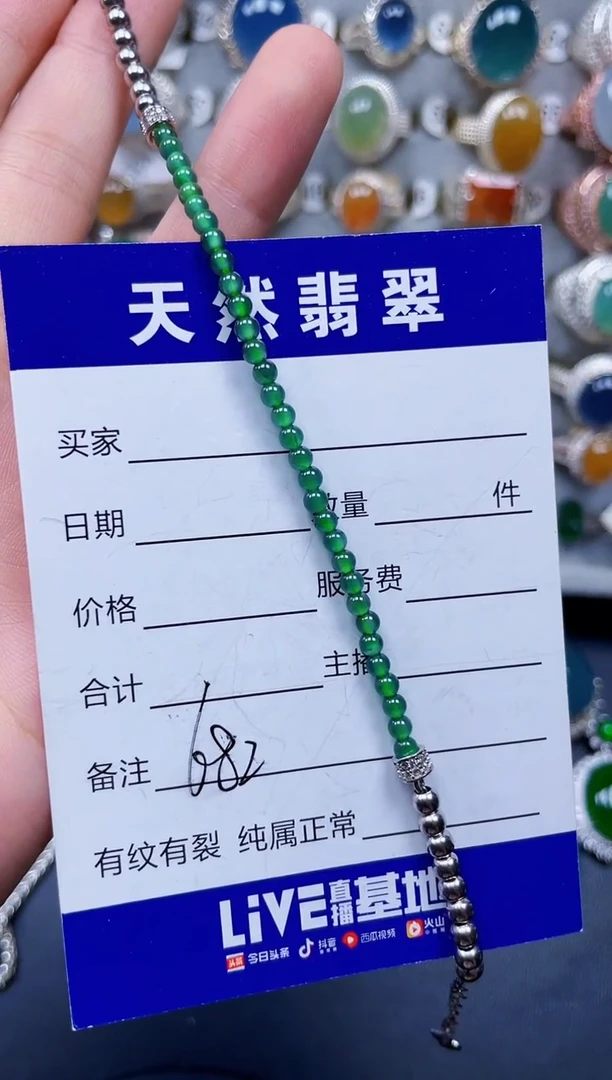 天然翡翠
买家
日期 数量 件
价格 服务费
合计 主播
备注 682
有纹有裂 纯属正常
LiVE直播基地
头条 今日头条 抖音 西瓜视频 火山